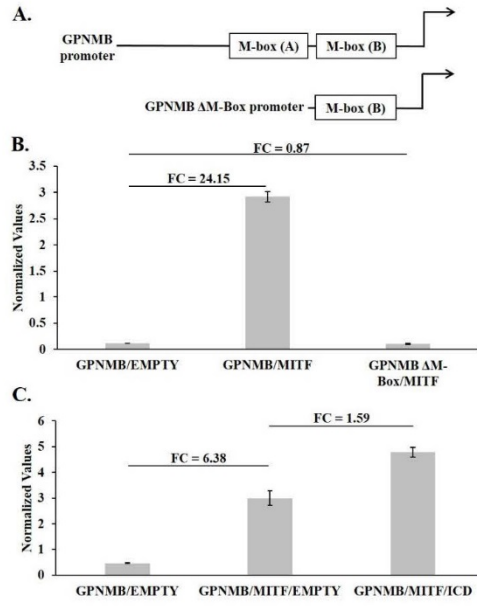 A.
GPNMB
promoter
M-box (A)
M-box (B)
GPNMB ΔM-Box promoter
M-box (B)
B.
FC = 0.87
FC = 24.15
Normalized Values
3.5
3
2.5
2
1.5
1
0.5
0
GPNMB/EMPTY
GPNMB/MITF
GPNMB ΔM-
Box/MITF
C.
FC = 1.59
FC = 6.38
Normalized Values
6
5
4
3
2
1
0
GPNMB/EMPTY
GPNMB/MITF/EMPTY
GPNMB/MITF/ICD